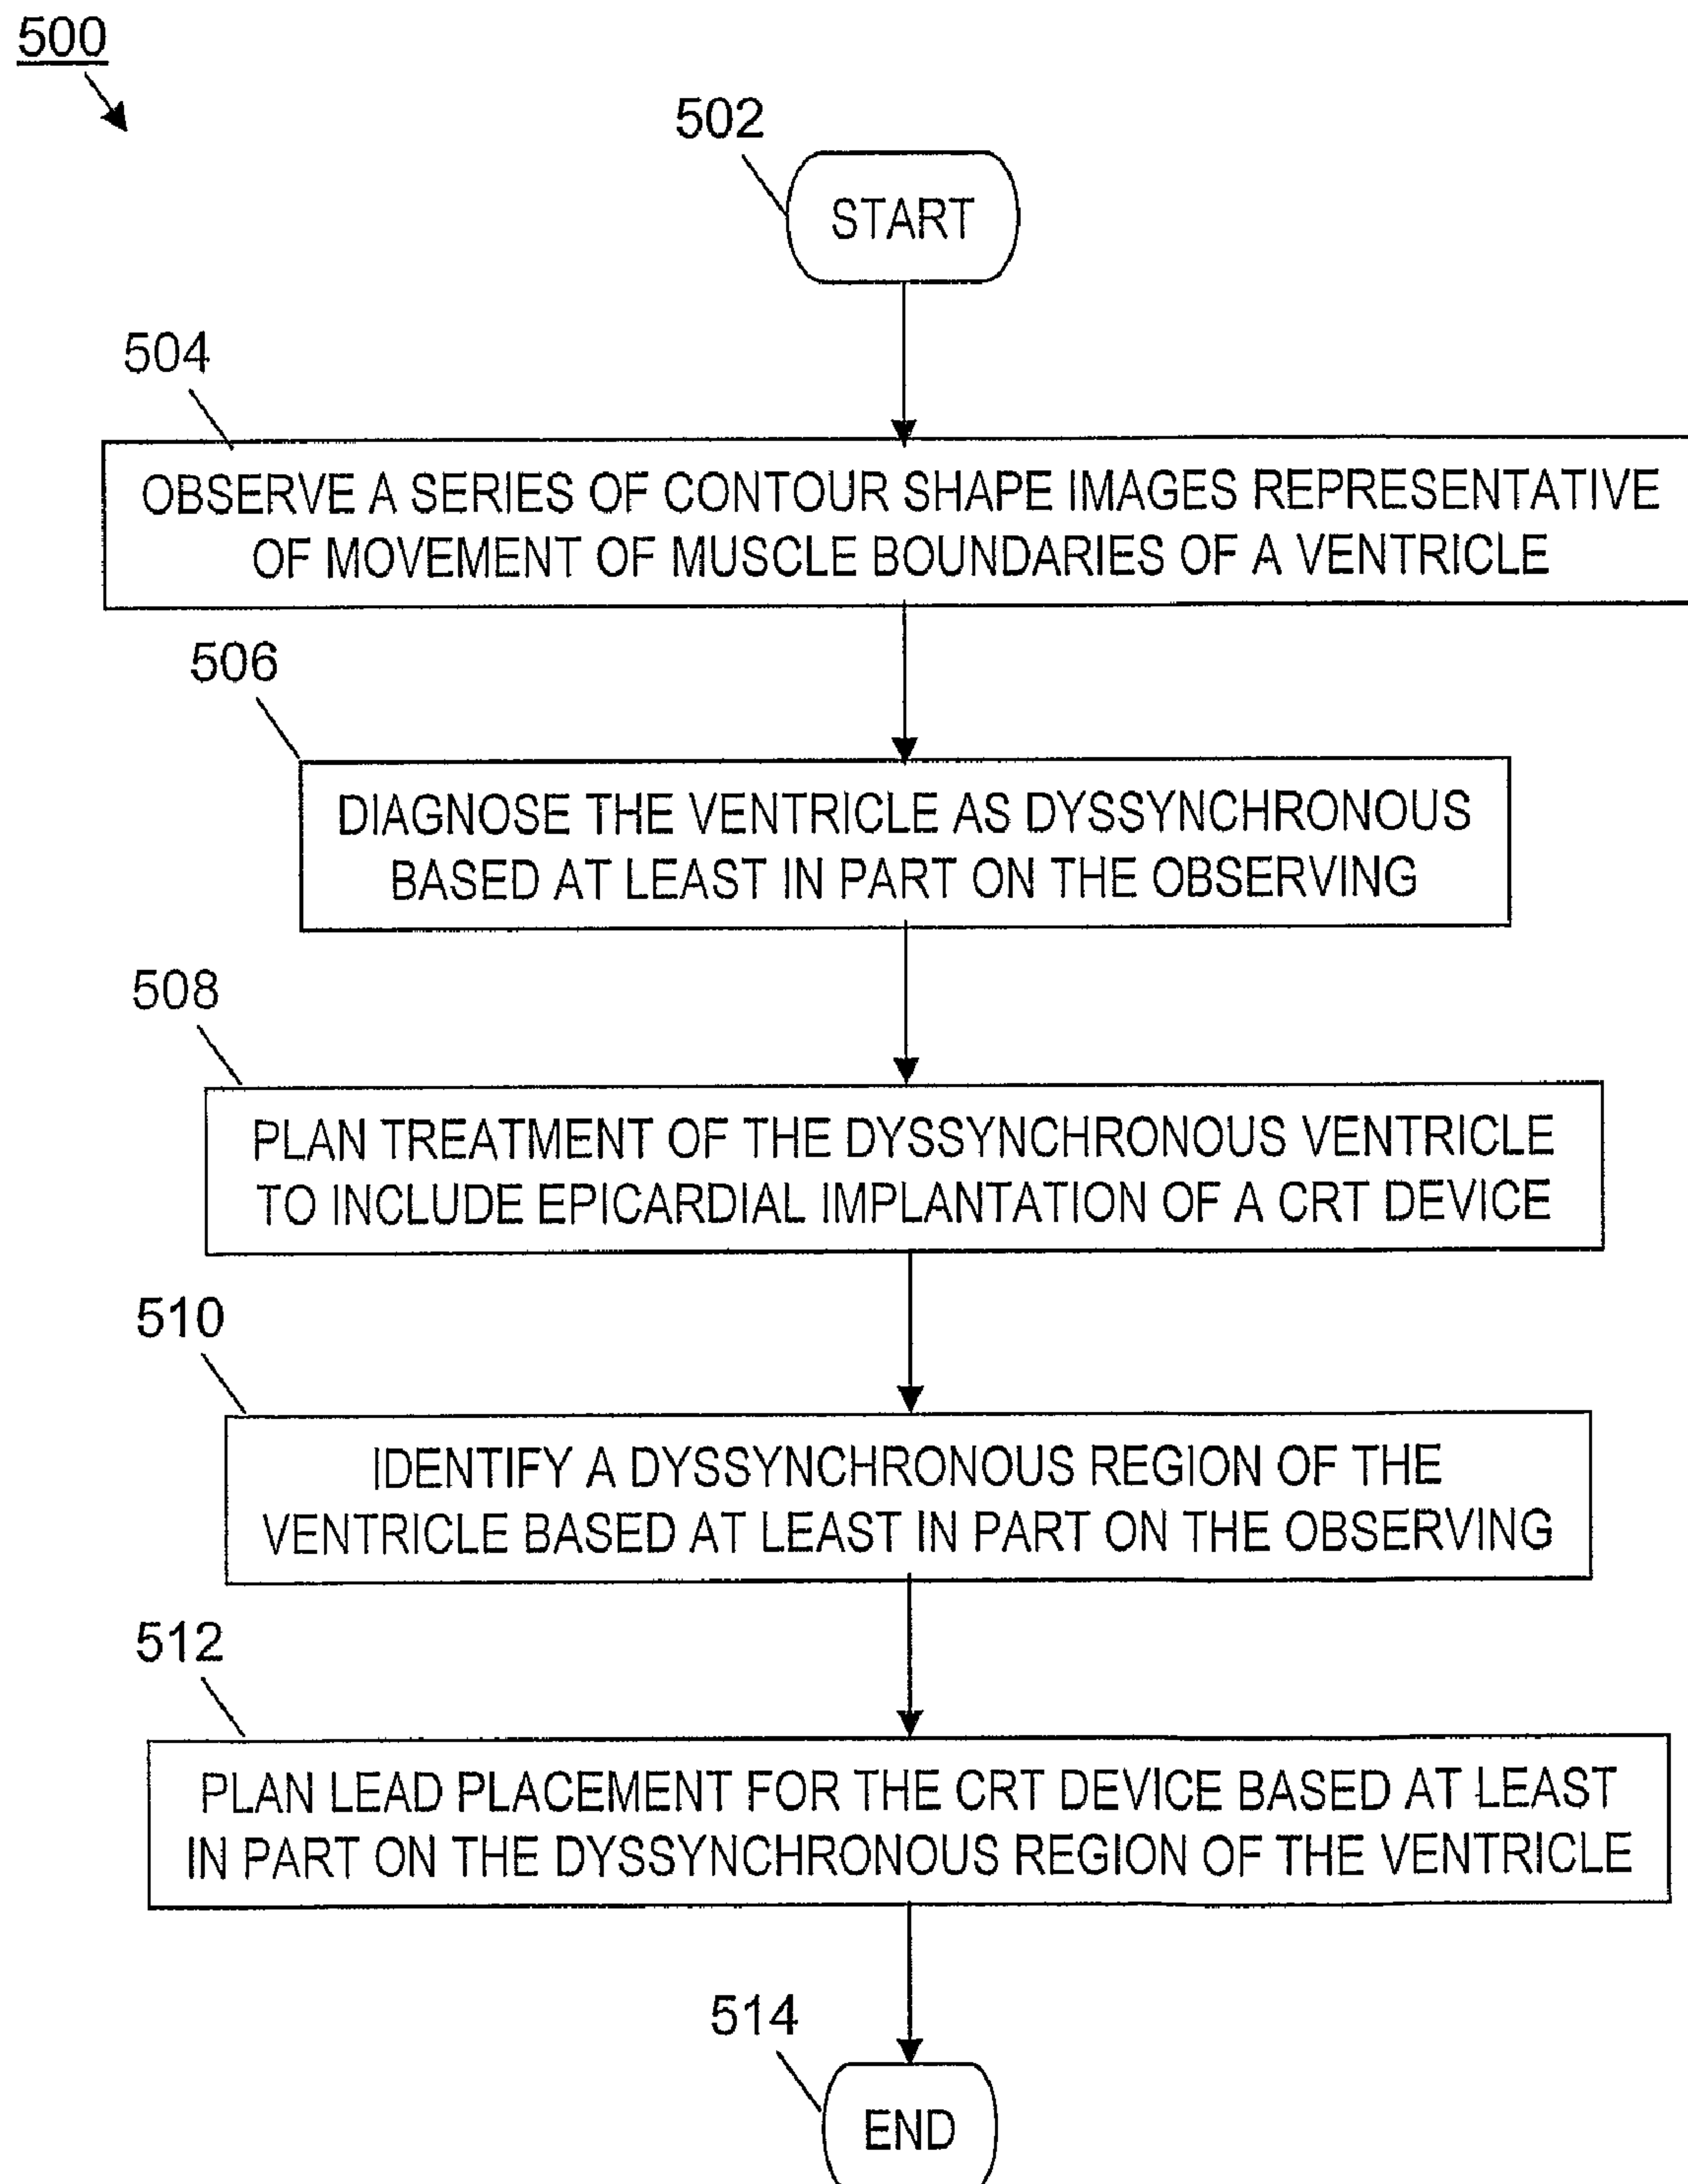 500
502
START
504
OBSERVE A SERIES OF CONTOUR SHAPE IMAGES REPRESENTATIVE
OF MOVEMENT OF MUSCLE BOUNDARIES OF A VENTRICLE
506
DIAGNOSE THE VENTRICLE AS DYSSYNCHRONOUS
BASED AT LEAST IN PART ON THE OBSERVING
508
PLAN TREATMENT OF THE DYSSYNCHRONOUS VENTRICLE
TO INCLUDE EPICARDIAL IMPLANTATION OF A CRT DEVICE
510
IDENTIFY A DYSSYNCHRONOUS REGION OF THE
VENTRICLE BASED AT LEAST IN PART ON THE OBSERVING
512
PLAN LEAD PLACEMENT FOR THE CRT DEVICE BASED AT LEAST
IN PART ON THE DYSSYNCHRONOUS REGION OF THE VENTRICLE
514
END